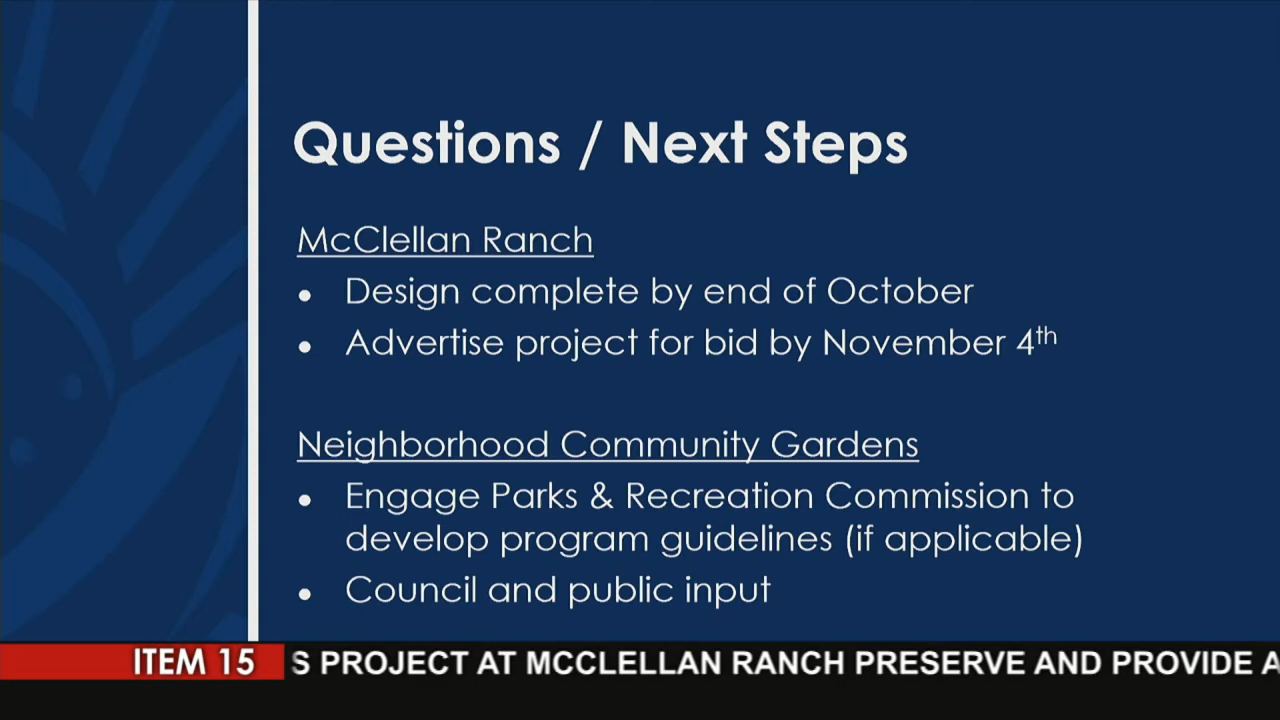 Questions / Next Steps
McClellan Ranch
• Design complete by end of October
• Advertise project for bid by November 4th
Neighborhood Community Gardens
• Engage Parks & Recreation Commission to
develop program guidelines (if applicable)
• Council and public input
ITEM 15 S PROJECT AT MCCLELLAN RANCH PRESERVE AND PROVIDE A